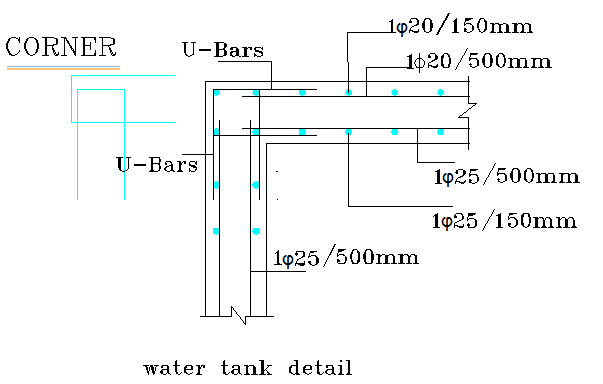 1φ20/150mm
CORNER
U-Bars
1φ20/500mm
U-Bars
1φ25/500mm
1φ25/150mm
1φ25/500mm
water tank detail